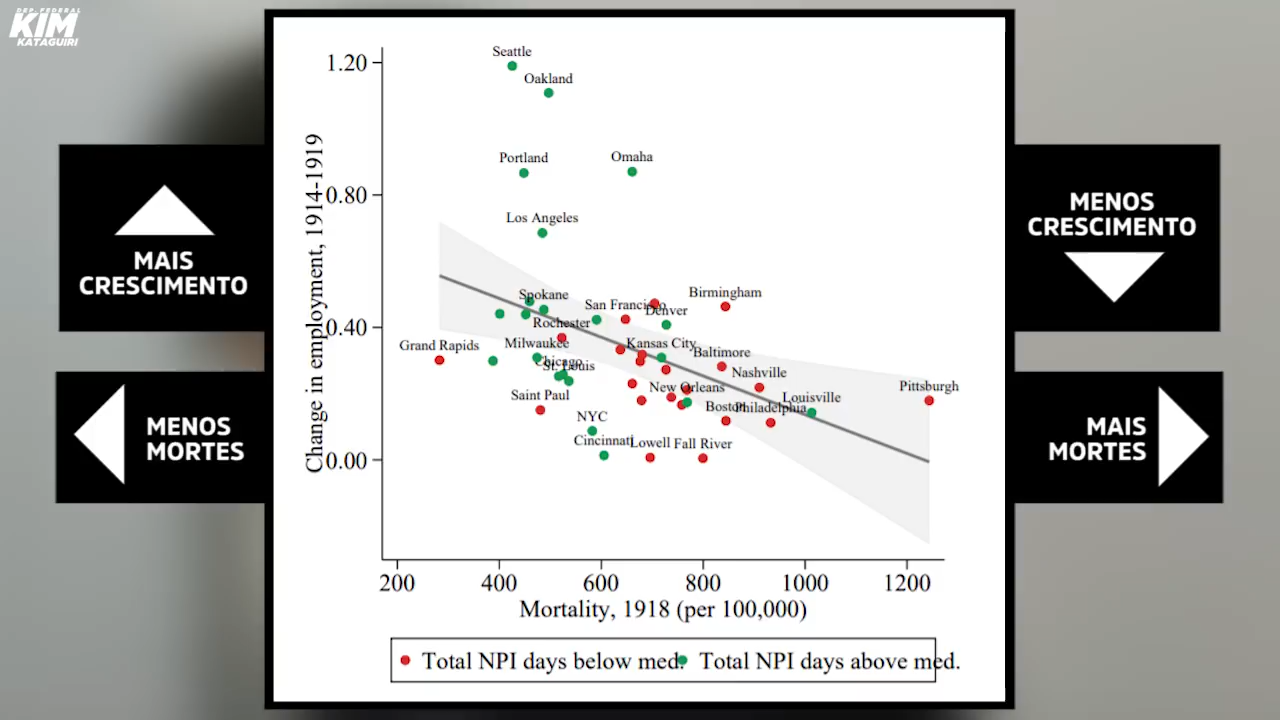 DEP. FEDERAL
KIM
KATAGUIRI
MAIS
CRESCIMENTO
MENOS
MORTES
MENOS
CRESCIMENTO
MAIS
MORTES
Change in employment, 1914-1919
1.20
0.80
0.40
0.00
Seattle
Oakland
Portland
Omaha
Los Angeles
Spokane
Birmingham
San Francisco
Denver
Rochester
Grand Rapids
Milwaukee
Kansas City
Baltimore
Chicago
St. Louis
Nashville
Saint Paul
New Orleans
Pittsburgh
Louisville
Boston
Philadelphia
NYC
Cincinnati
Lowell
Fall River
200 400 600 800 1000 1200
Mortality, 1918 (per 100,000)
Total NPI days below med. Total NPI days above med.